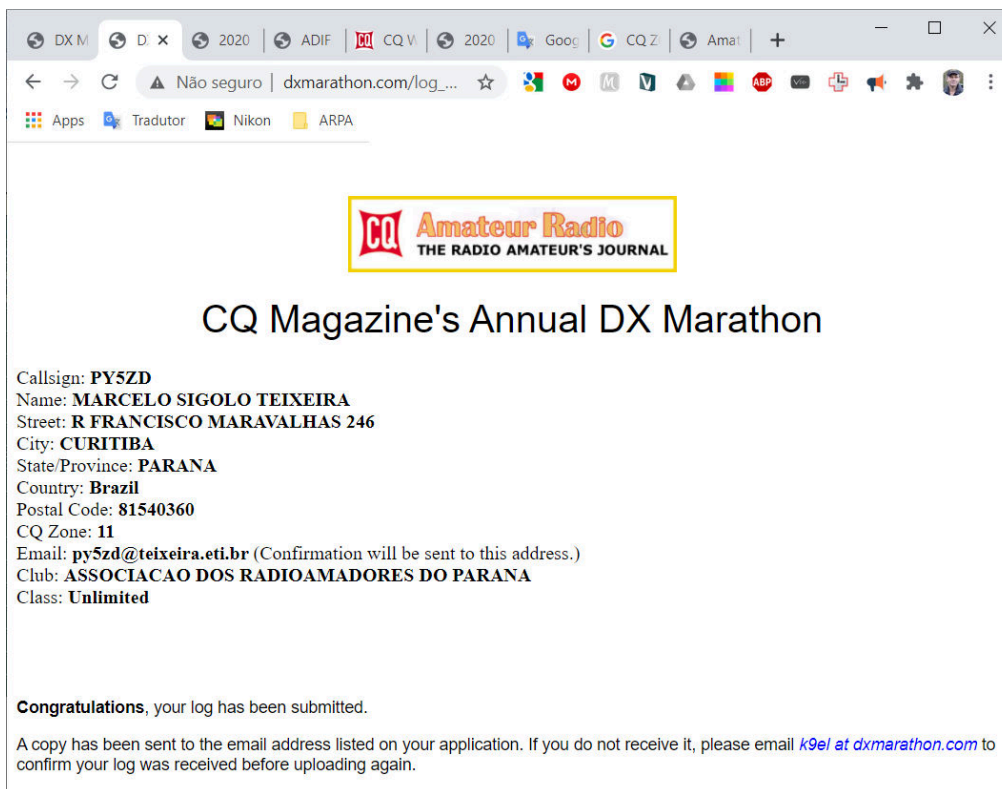 DX M D. 2020 ADIF CQ W 2020 Goog CQ Z Amat
Não seguro | dxmarathon.com/log_...
Apps Tradutor Nikon ARPA
CQ Amateur Radio
THE RADIO AMATEUR'S JOURNAL
CQ Magazine's Annual DX Marathon
Callsign: PY5ZD
Name: MARCELO SIGOLO TEIXEIRA
Street: R FRANCISCO MARAVALHAS 246
City: CURITIBA
State/Province: PARANA
Country: Brazil
Postal Code: 81540360
CQ Zone: 11
Email: py5zd@teixeira.eti.br (Confirmation will be sent to this address.)
Club: ASSOCIACAO DOS RADIOAMADORES DO PARANA
Class: Unlimited
Congratulations, your log has been submitted.
A copy has been sent to the email address listed on your application. If you do not receive it, please email k9el at dxmarathon.com to
confirm your log was received before uploading again.